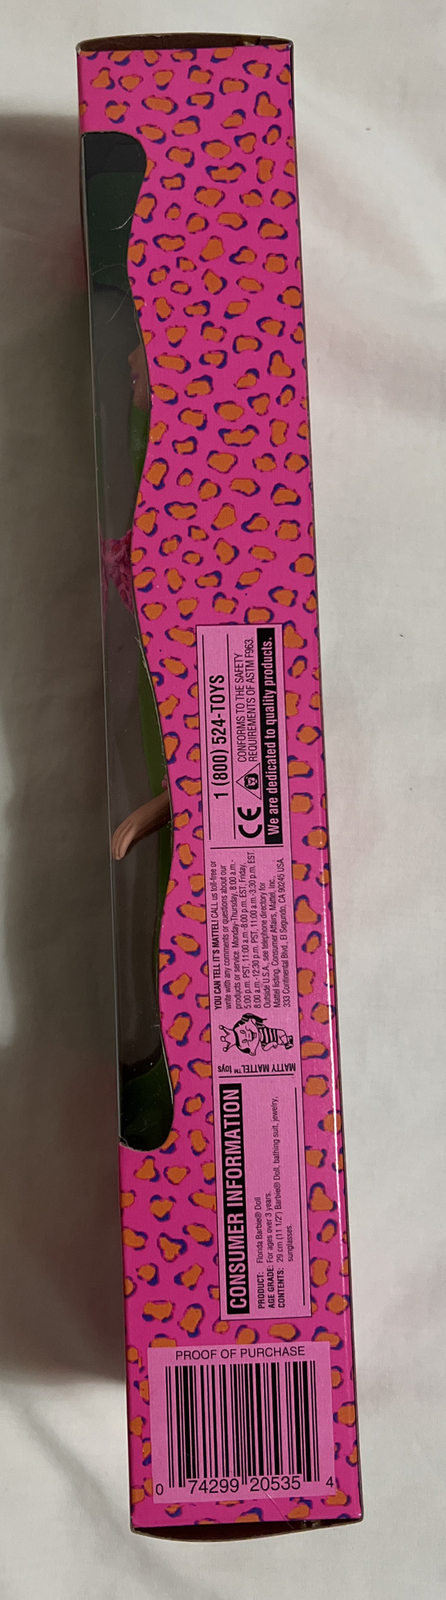 CONSUMER INFORMATION
PRODUCT: Florida Barbie® Doll
AGE GRADE: For ages over 3 years.
CONTENTS: 29 cm (11 1/2") Barbie® Doll, bathing suit, jewelry,
sunglasses.
MATTY MATTEL™ toys
YOU CAN TELL IT'S MATTEL! CALL us toll-free or
write with any comments or questions about our
products or service. Monday-Thursday, 8:00 a.m.-
5:00 p.m. PST, 11:00 a.m.-8:00 p.m. EST, Friday,
8:00 a.m.-12:30 p.m. PST, 11:00 a.m.-3:30 p.m. EST.
Outside U.S.A., see telephone directory for
Mattel listing. Consumer Affairs, Mattel, Inc.,
333 Continental Blvd., El Segundo, CA 90245 USA.
1 (800) 524-TOYS
CE
CONFORMS TO THE SAFETY
REQUIREMENTS OF ASTM F963.
We are dedicated to quality products.
PROOF OF PURCHASE
0 74299 20535 4